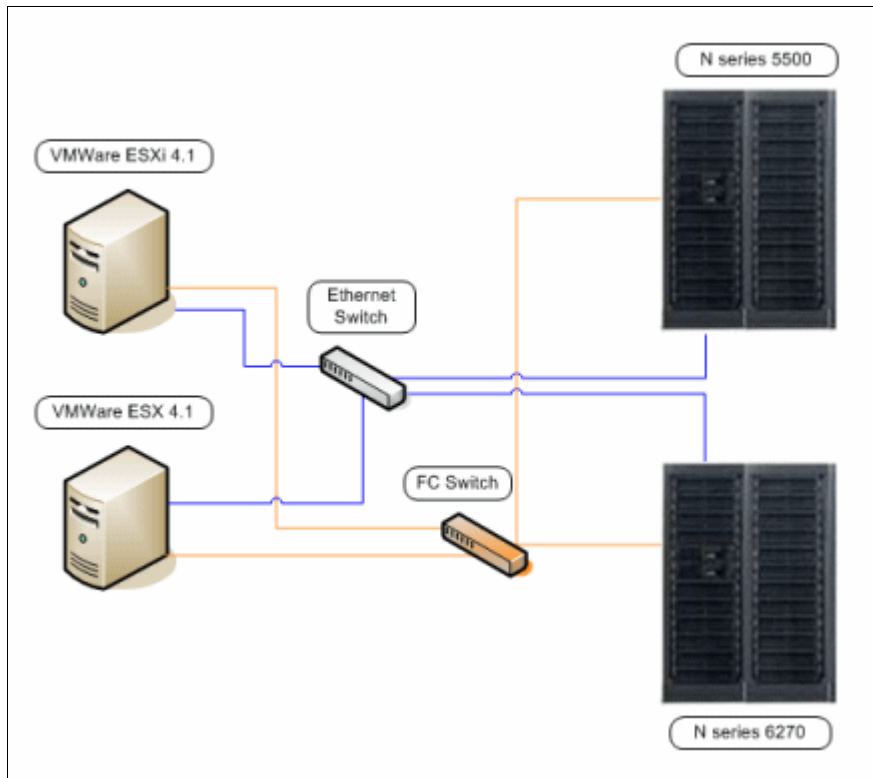 N series 5500
VMWare ESXi 4.1
Ethernet
Switch
VMWare ESX 4.1
FC Switch
N series 6270